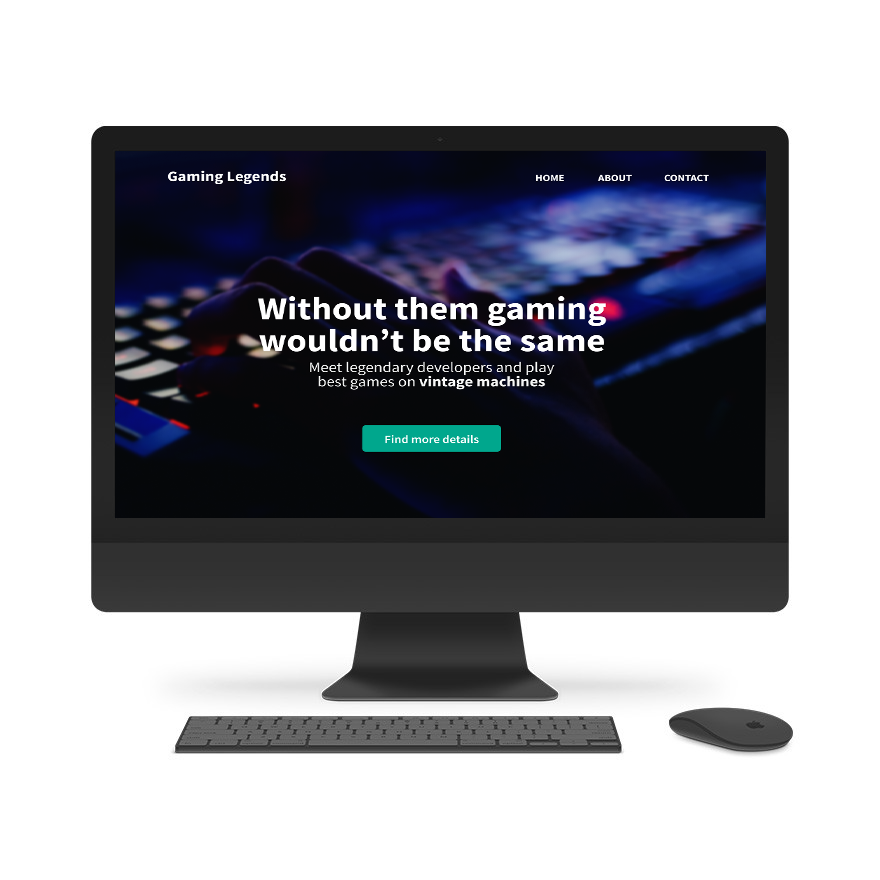 Gaming Legends
HOME ABOUT CONTACT
Without them gaming
wouldn’t be the same
Meet legendary developers and play
best games on vintage machines
Find more details